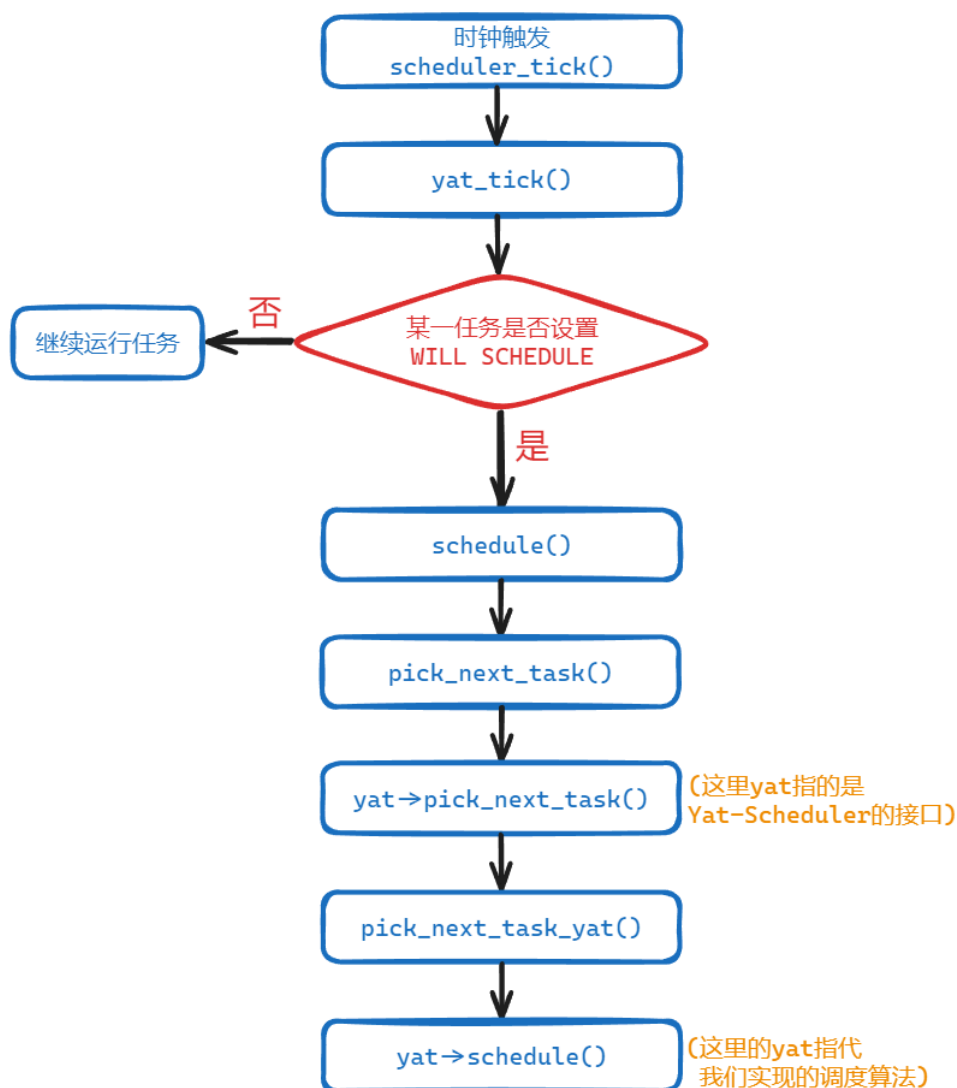 时钟触发
scheduler_tick()
yat_tick()
某一任务是否设置
WILL SCHEDULE
否
继续运行任务
是
schedule()
pick_next_task()
yat→pick_next_task()
(这里yat指的是
Yat-Scheduler的接口)
pick_next_task_yat()
yat→schedule()
(这里的yat指代
我们实现的调度算法)